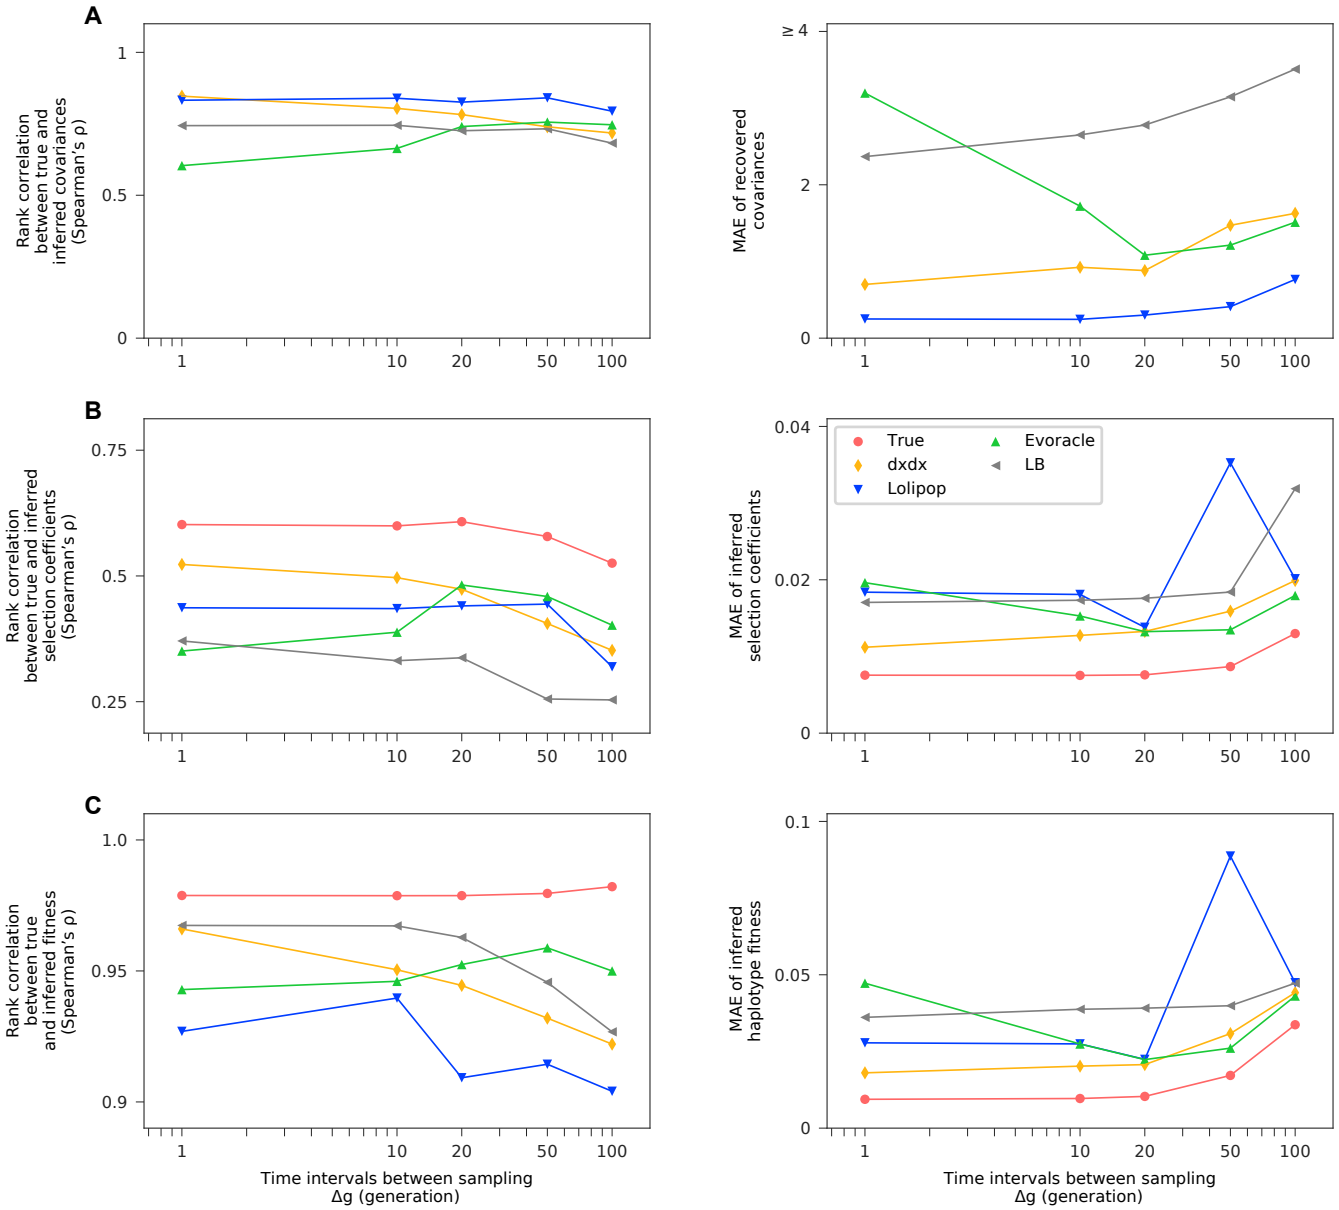 A
Rank correlation
between true and
inferred covariances
(Spearman's ρ)
1
0.5
0
1 10 20 50 100
MAE of recovered
covariances
≥ 4
2
0
1 10 20 50 100
B
Rank correlation
between true and inferred
selection coefficients
(Spearman's ρ)
0.75
0.5
0.25
1 10 20 50 100
MAE of inferred
selection coefficients
0.04
0.02
0
True
dxdx
Lolipop
Evoracle
LB
1 10 20 50 100
C
Rank correlation
between true
and inferred fitness
(Spearman's ρ)
1.0
0.95
0.9
1 10 20 50 100
Time intervals between sampling
Δg (generation)
MAE of inferred
haplotype fitness
0.1
0.05
0
1 10 20 50 100
Time intervals between sampling
Δg (generation)